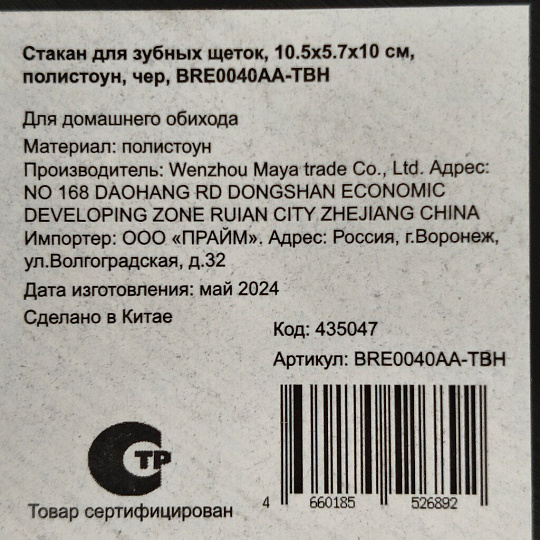 Стакан для зубных щеток, 10.5x5.7x10 см,
полистоун, чер, BRE0040AA-TBH
Для домашнего обихода
Материал: полистоун
Производитель: Wenzhou Maya trade Co., Ltd. Адрес:
NO 168 DAOHANG RD DONGSHAN ECONOMIC
DEVELOPING ZONE RUIAN CITY ZHEJIANG CHINA
Импортер: ООО «ПРАЙМ». Адрес: Россия, г.Воронеж,
ул.Волгоградская, д.32
Дата изготовления: май 2024
Сделано в Китае
Код: 435047
Артикул: BRE0040AA-TBH
СТР
Товар сертифицирован
4 660185 526892